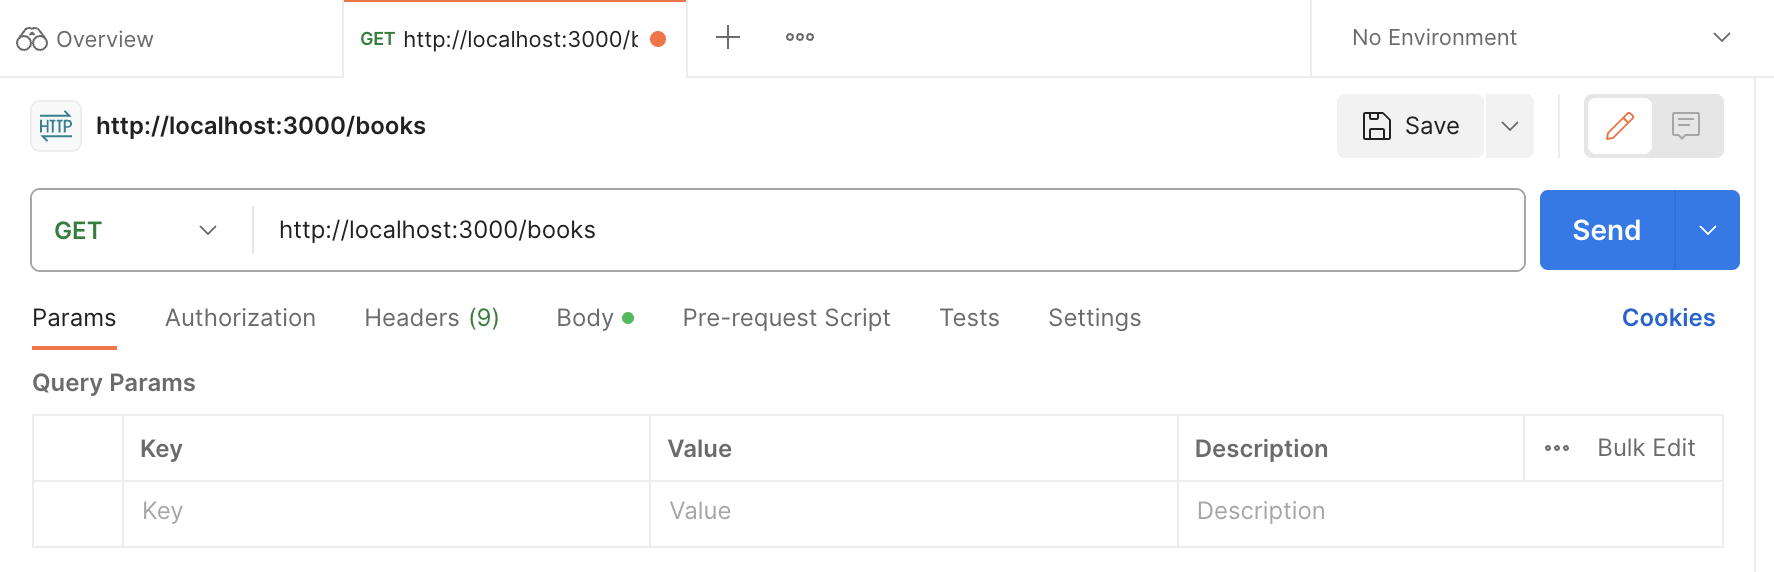 Overview
GET http://localhost:3000/b
No Environment
HTTP http://localhost:3000/books
Save
GET http://localhost:3000/books
Send
Params Authorization Headers (9) Body Pre-request Script Tests Settings Cookies
Query Params
Key Value Description Bulk Edit
Key Value Description